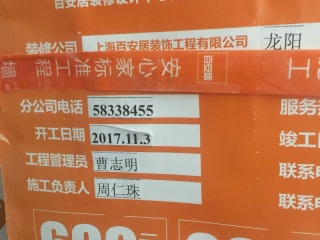 百安居装修设计
装修公司 上海百安居装饰工程有限公司 龙阳
安心家标准工程 百安居
分公司电话 58338455 服务
开工日期 2017.11.3 竣工
工程管理员 曹志明 联系
施工负责人 周仁珠 联系电